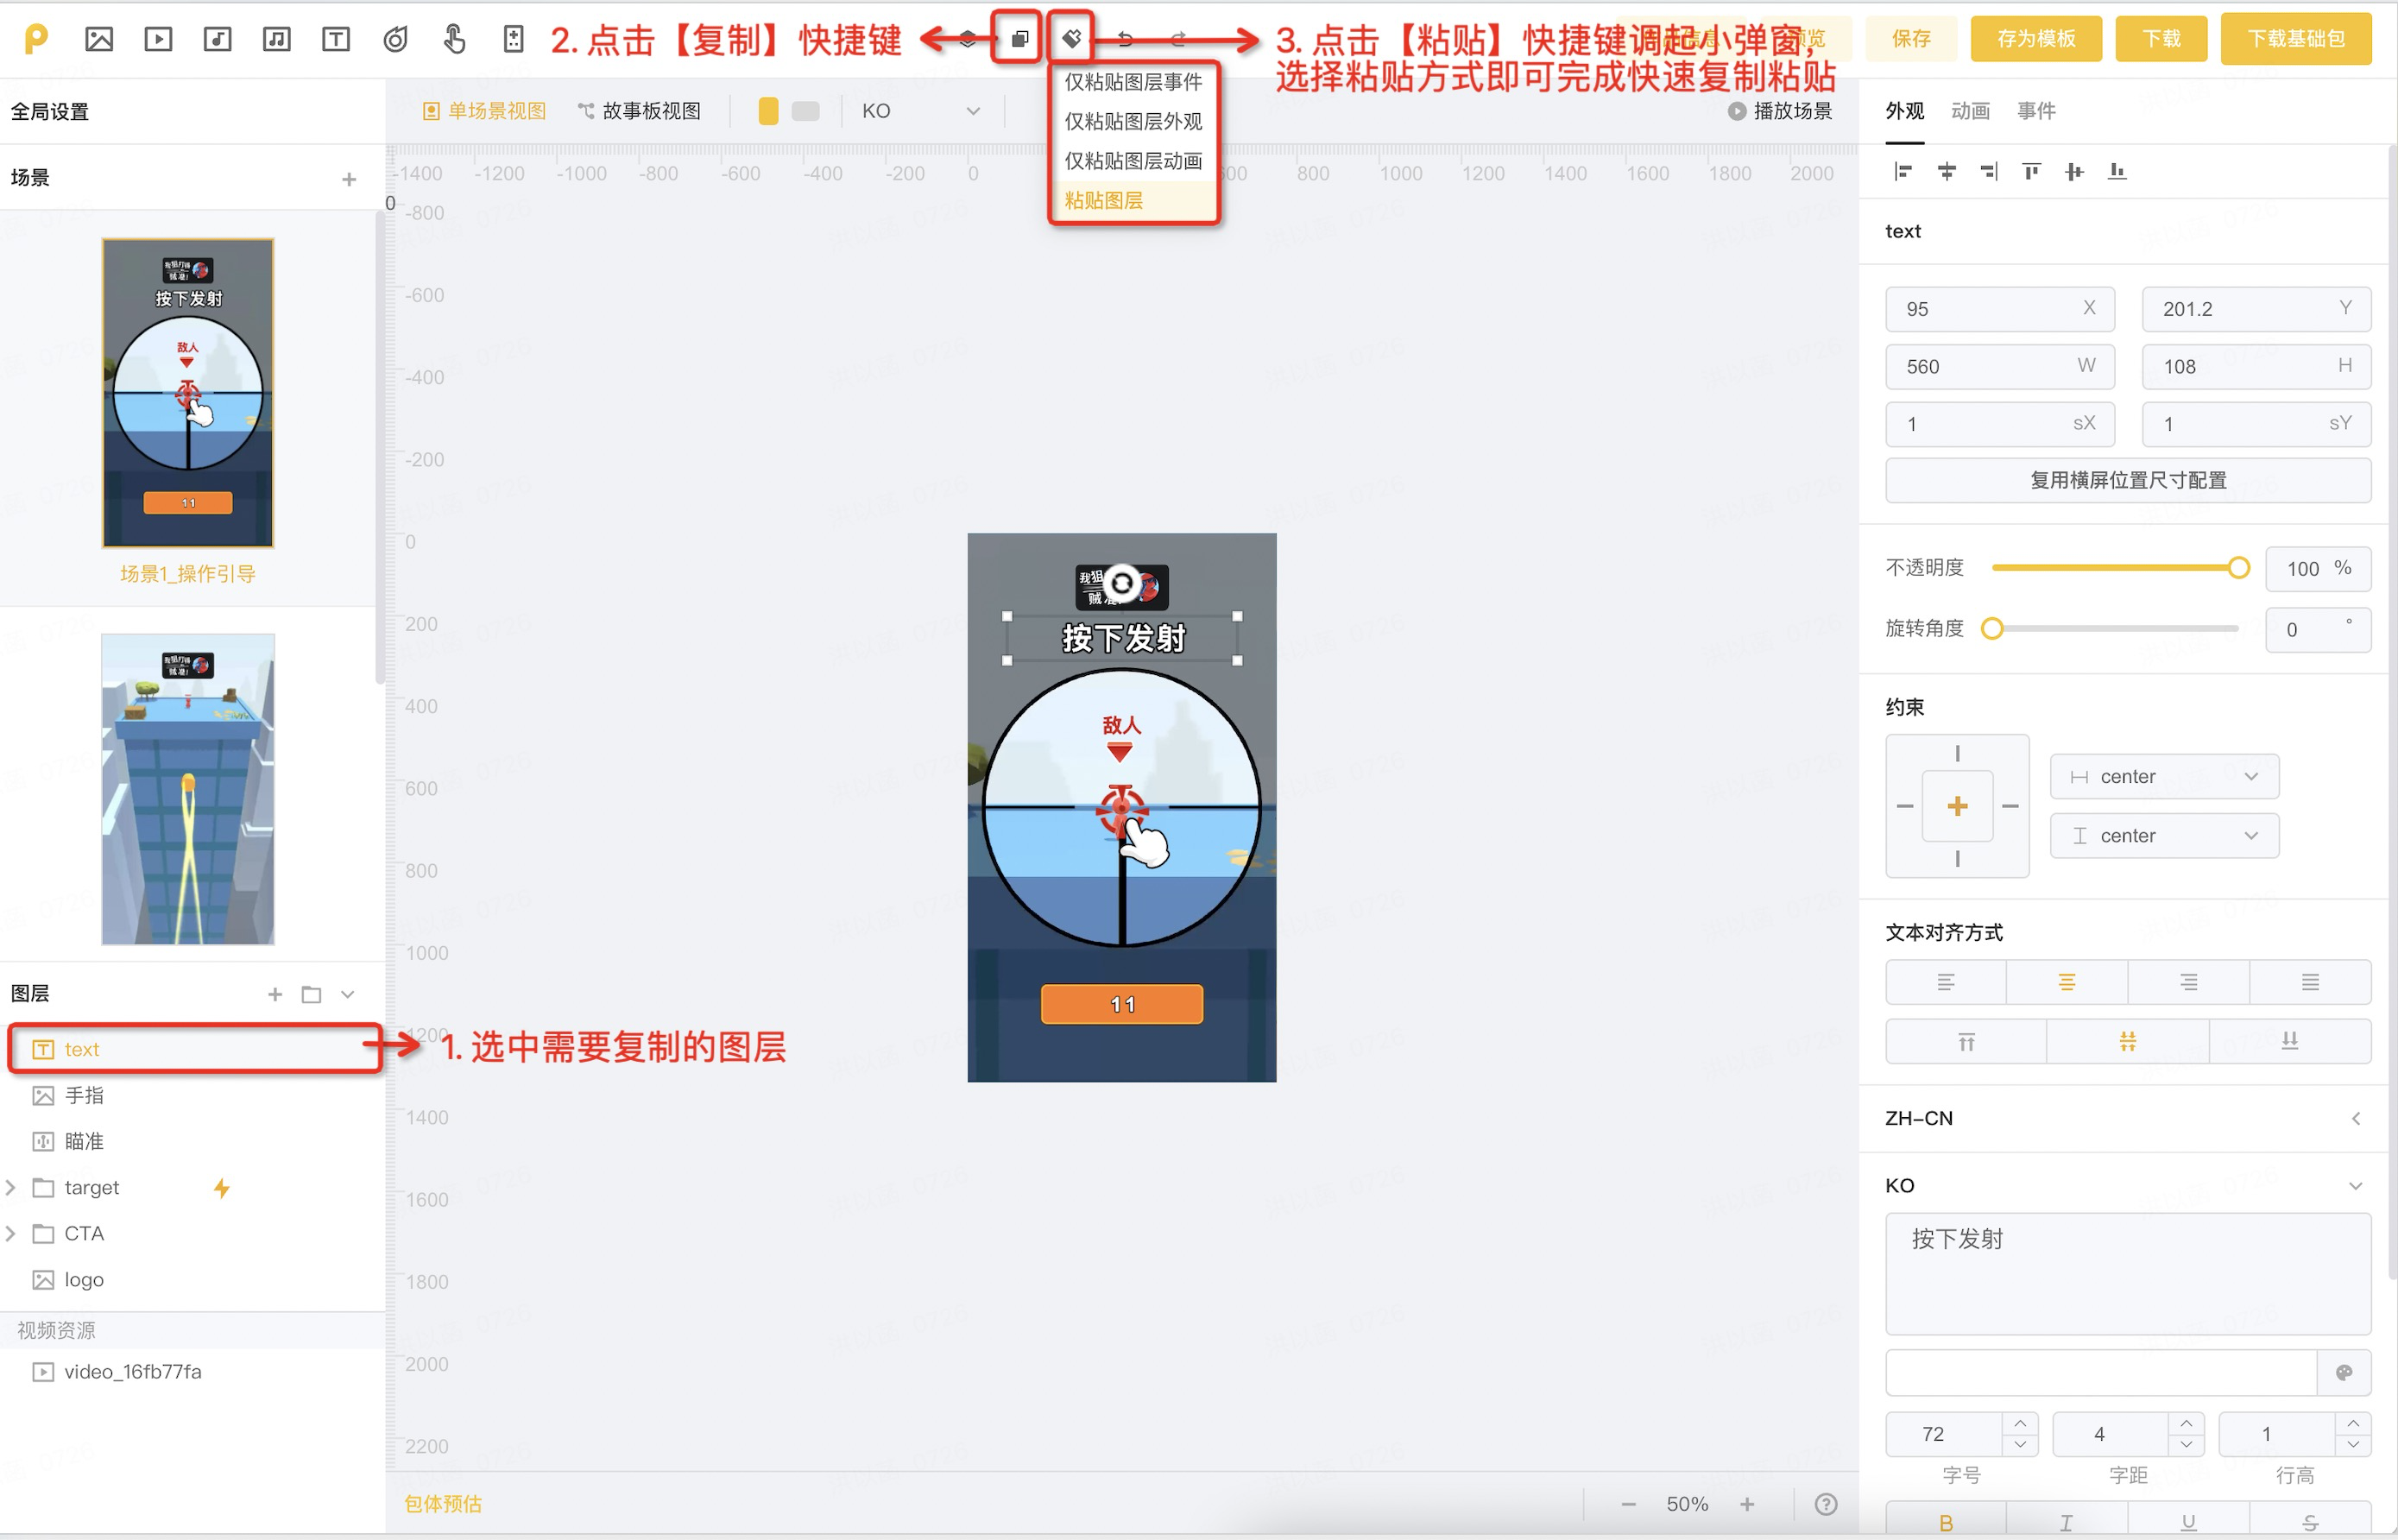 2. 点击【复制】快捷键
3. 点击【粘贴】快捷键调起小弹窗，
选择粘贴方式即可完成快速复制粘贴
保存
存为模板
下载
下载基础包
仅粘贴图层事件
仅粘贴图层外观
仅粘贴图层动画
粘贴图层
全局设置
单场景视图
故事板视图
KO
播放场景
外观
动画
事件
场景
-1400
-1200
-1000
-800
-600
-400
-200
0
800
1000
1200
1400
1600
1800
2000
0
-800
-600
-400
-200
0
200
400
600
800
1000
1200
1400
1600
1800
2000
2200
按下发射
敌人
11
场景1_操作引导
按下发射
敌人
11
图层
text
1. 选中需要复制的图层
手指
瞄准
target
CTA
logo
视频资源
video_16fb77fa
包体预估
50%
text
95 X
201.2 Y
560 W
108 H
1 sX
1 sY
复用横屏位置尺寸配置
不透明度
100 %
旋转角度
0 °
约束
center
center
文本对齐方式
ZH-CN
KO
按下发射
72
4
1
字号
字距
行高
B
I
U
S